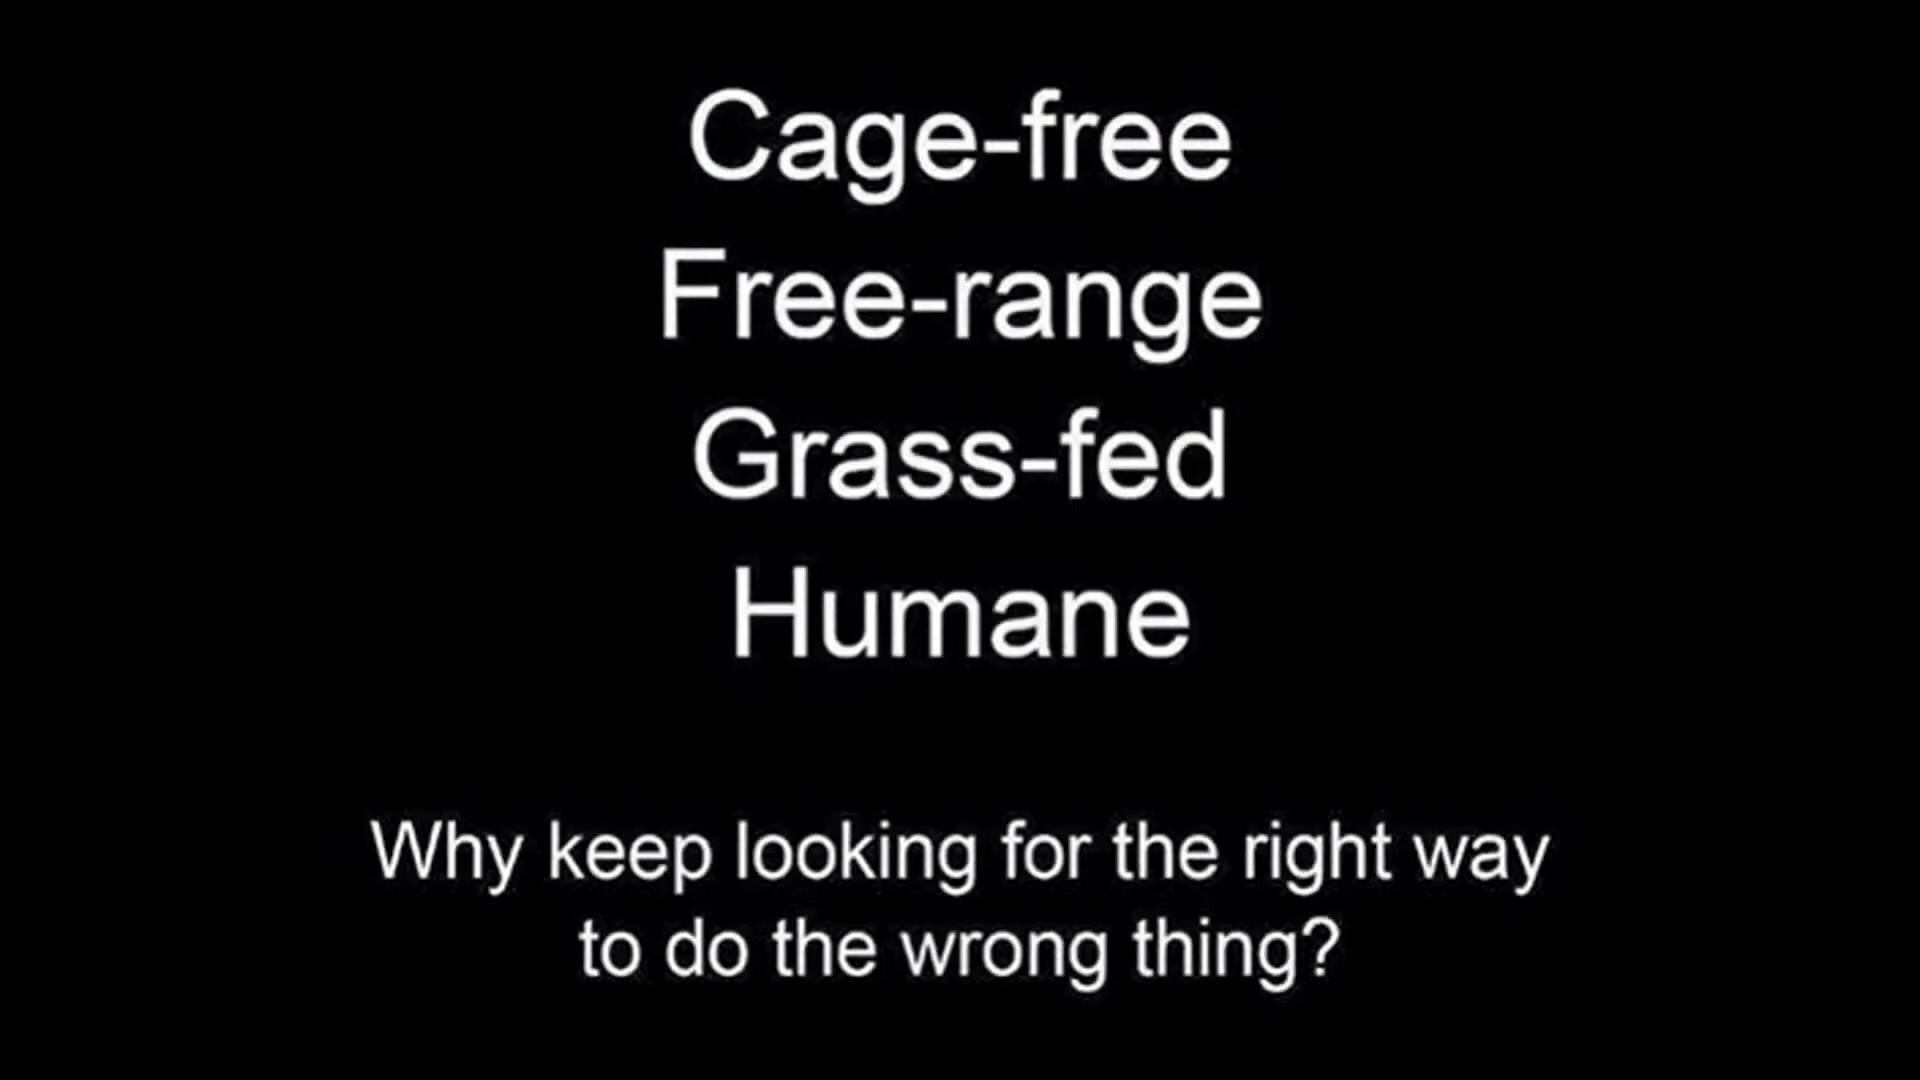 Cage-free
Free-range
Grass-fed
Humane
Why keep looking for the right way
to do the wrong thing?